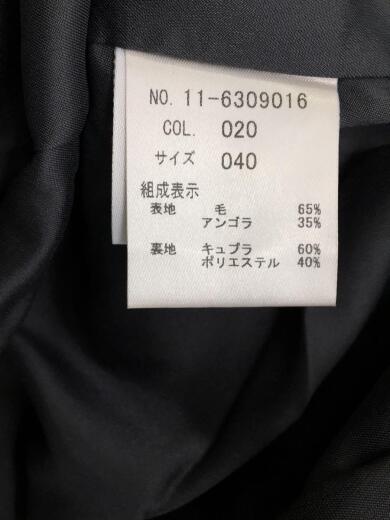 NO. 11-6309016
COL. 020
サイズ 040
組成表示
表地 毛 65%
アンゴラ 35%
裏地 キュプラ 60%
ポリエステル 40%